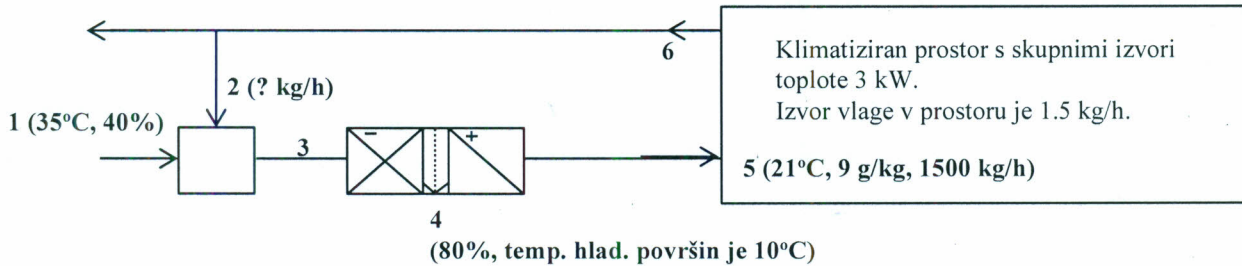 6
Klimatiziran prostor s skupnimi izvori
toplote 3 kW.
Izvor vlage v prostoru je 1.5 kg/h.
2 (? kg/h)
1 (35°C, 40%)
3
−
+
5 (21°C, 9 g/kg, 1500 kg/h)
4
(80%, temp. hlad. površin je 10°C)